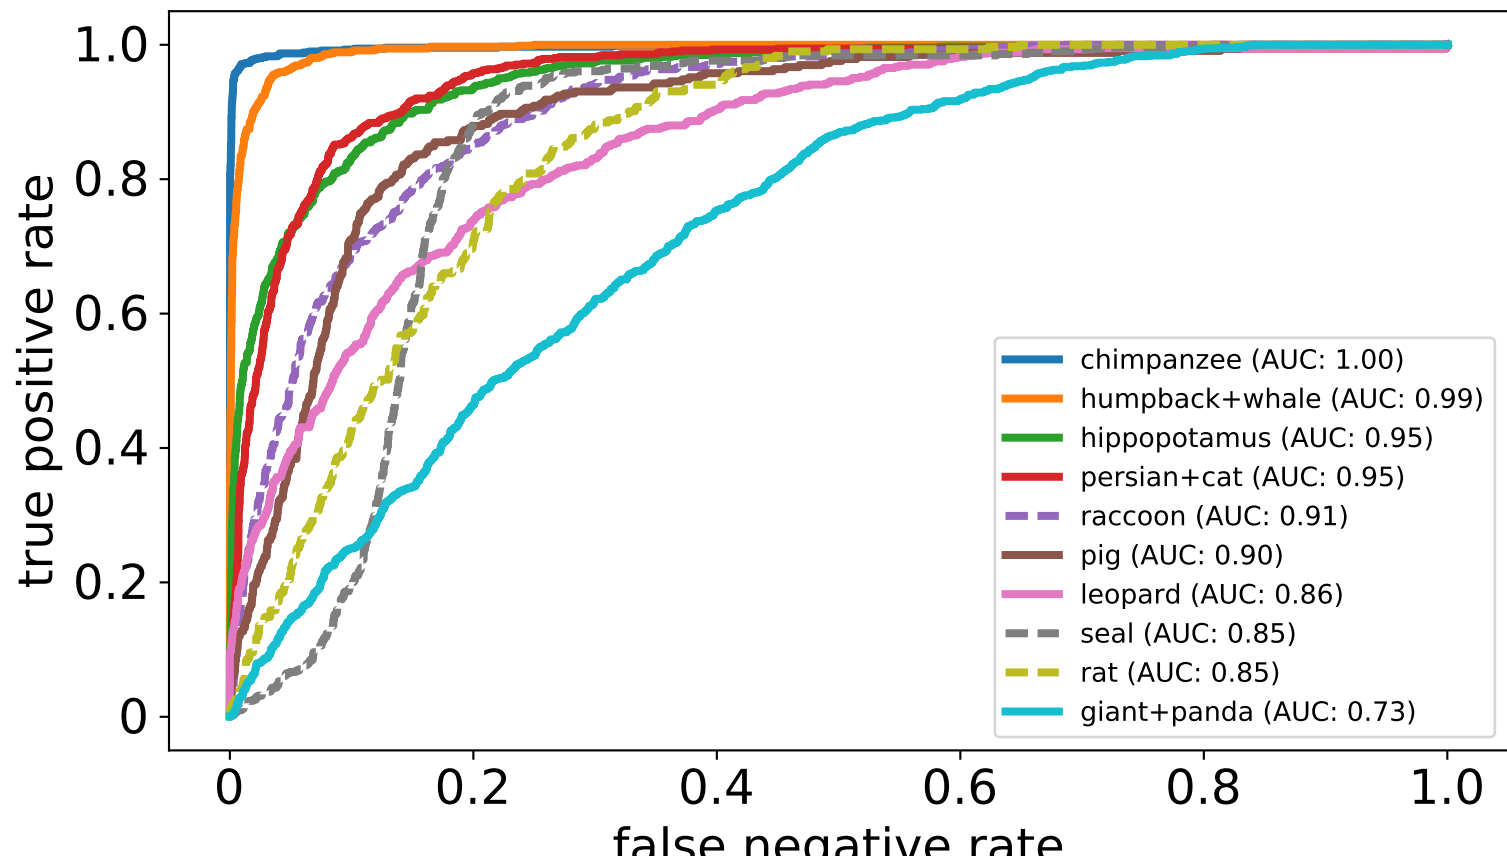 1.0
0.8
0.6
0.4
0.2
0
true positive rate
chimpanzee (AUC: 1.00)
humpback+whale (AUC: 0.99)
hippopotamus (AUC: 0.95)
persian+cat (AUC: 0.95)
raccoon (AUC: 0.91)
pig (AUC: 0.90)
leopard (AUC: 0.86)
seal (AUC: 0.85)
rat (AUC: 0.85)
giant+panda (AUC: 0.73)
0 0.2 0.4 0.6 0.8 1.0
false negative rate